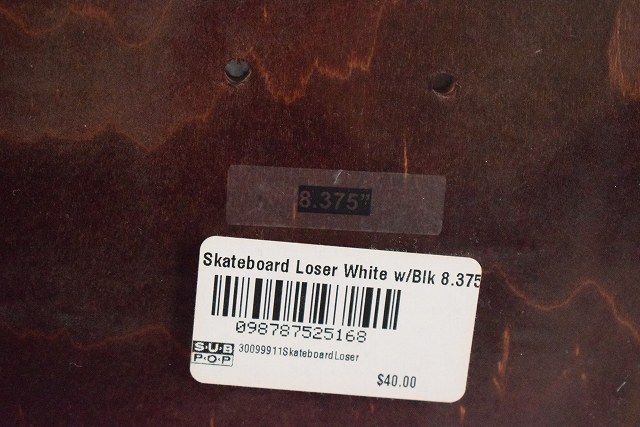 8.375"
Skateboard Loser White w/Blk 8.375
098787525168
SUB
POP
30099911SkateboardLoser
$40.00